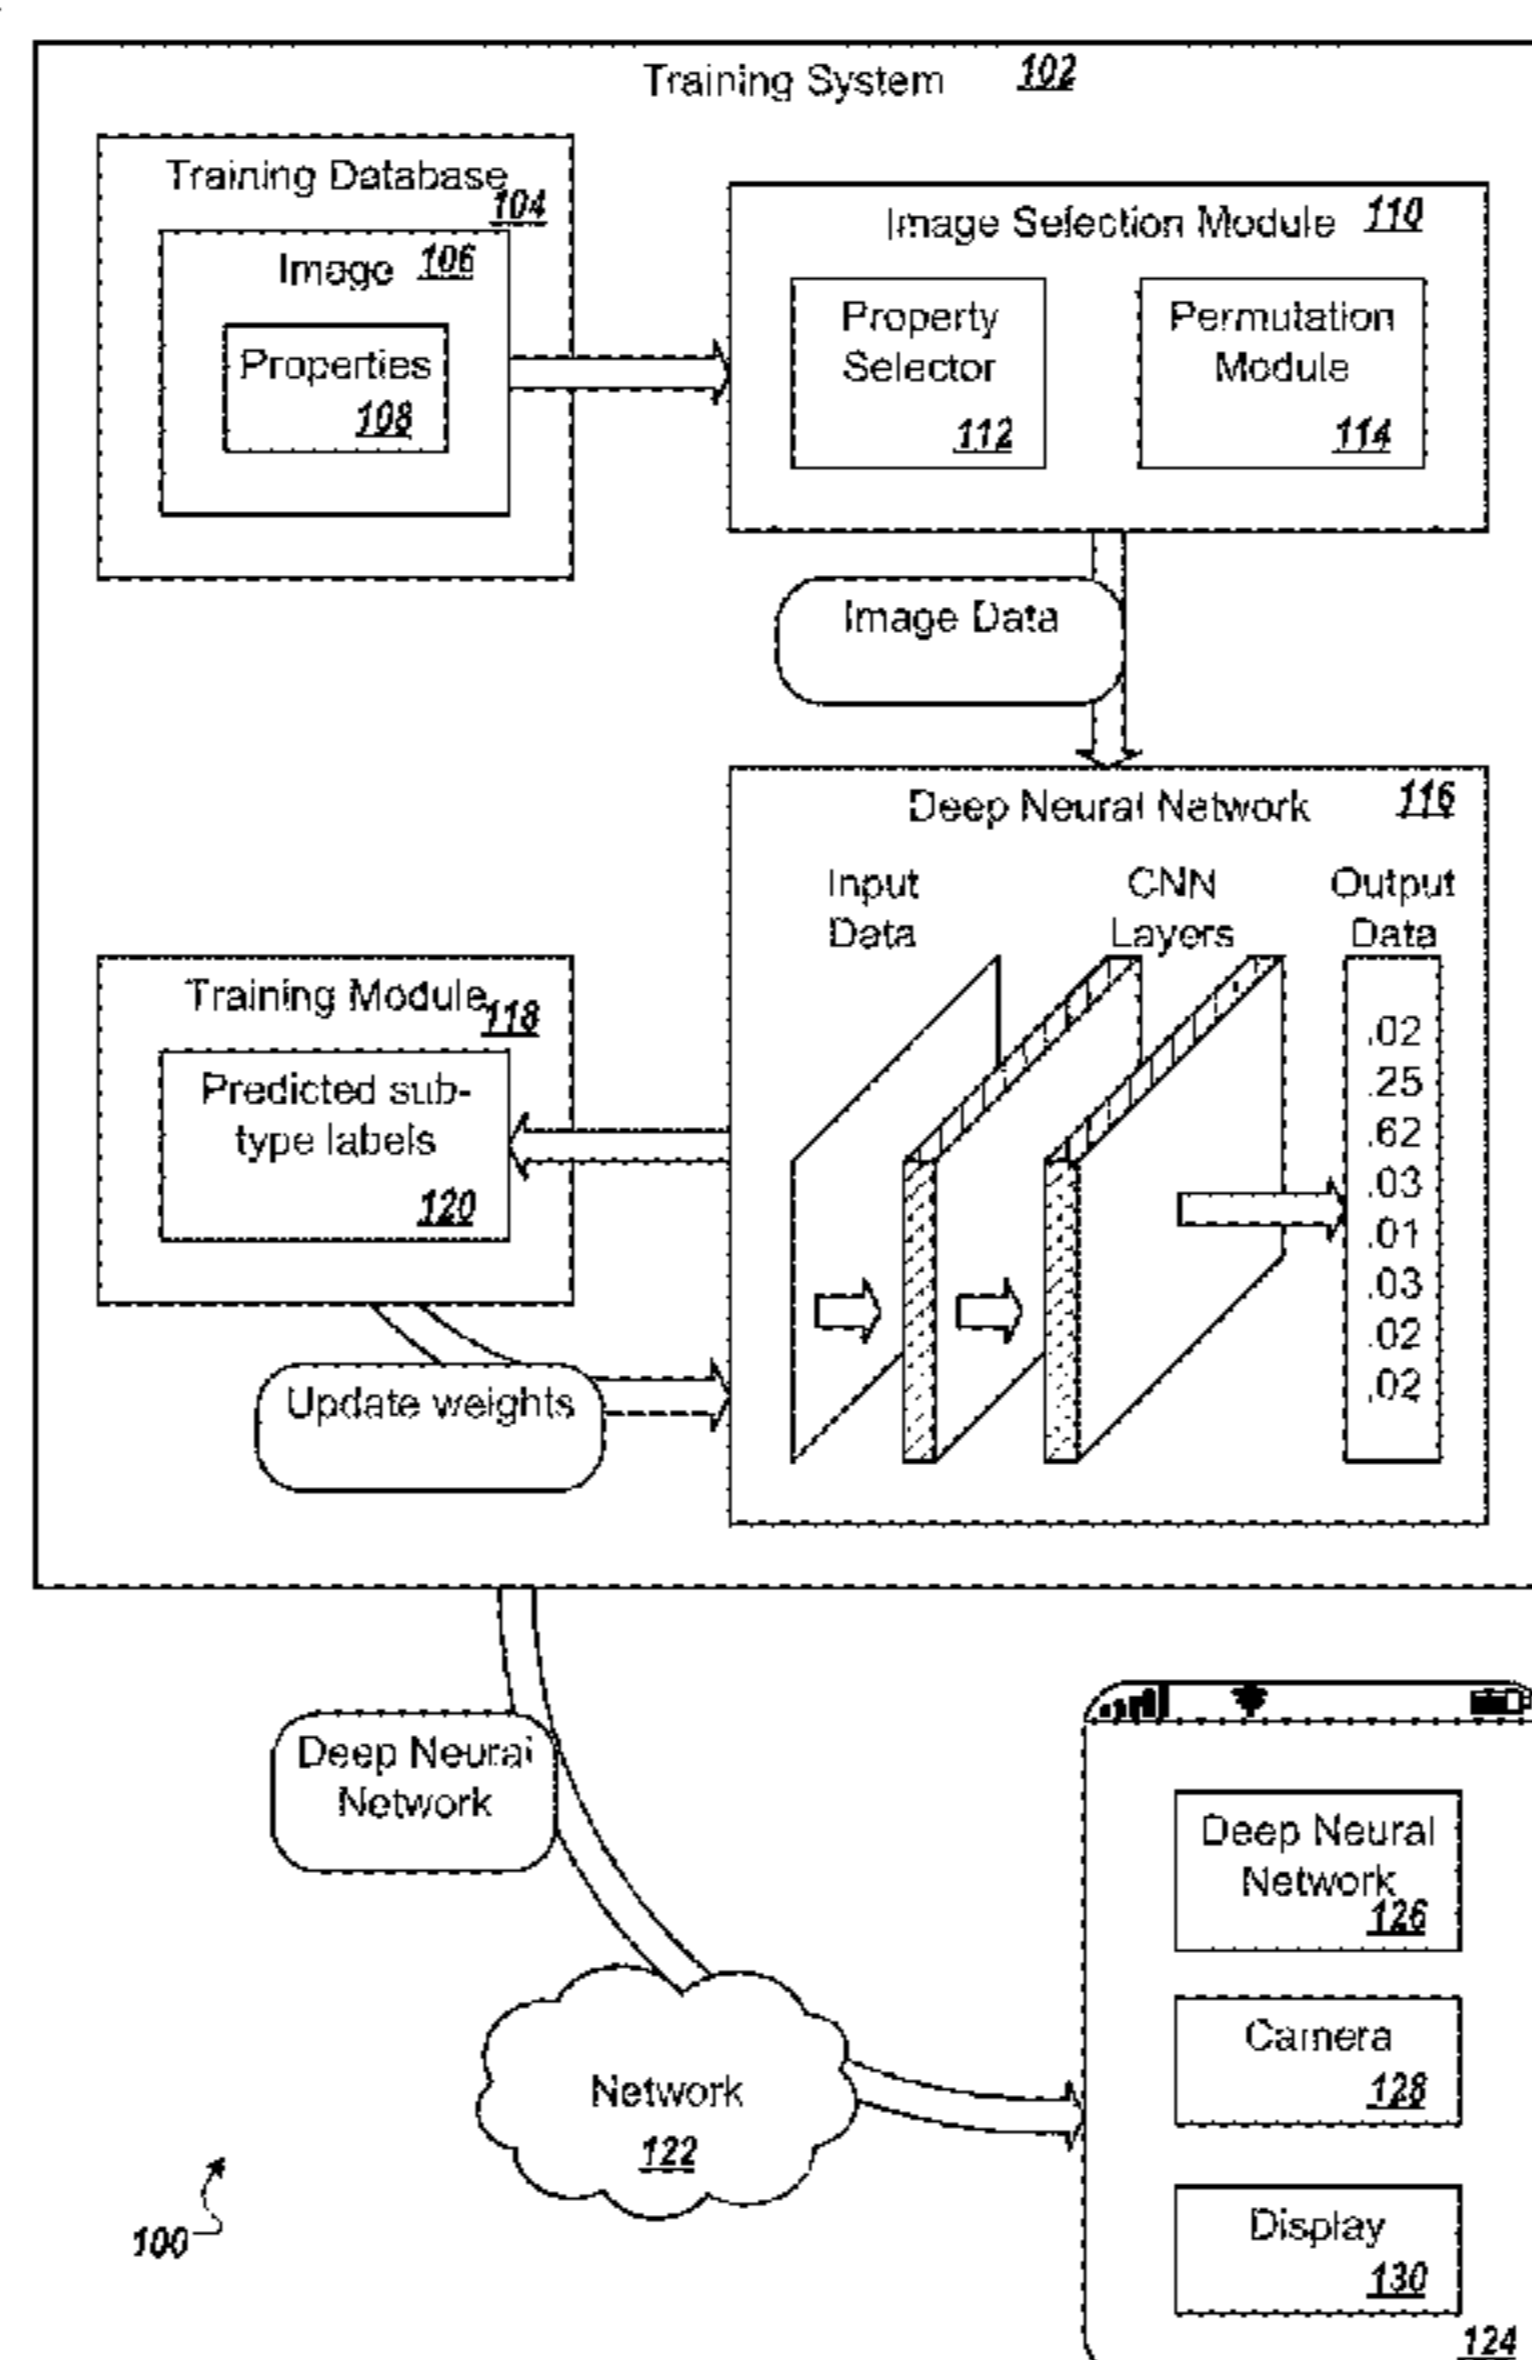 Training System 102
Training Database
104
Image 106
Properties
108
Image Selection Module 110
Property
Selector
112
Permutation
Module
114
Image Data
Deep Neural Network 116
Input
Data
CNN
Layers
Output
Data
.02
.25
.62
.03
.01
.03
.02
.02
Training Module
118
Predicted sub-
type labels
120
Update weights
Deep Neural
Network
Network
122
Deep Neural
Network
126
Camera
128
Display
130
124
100